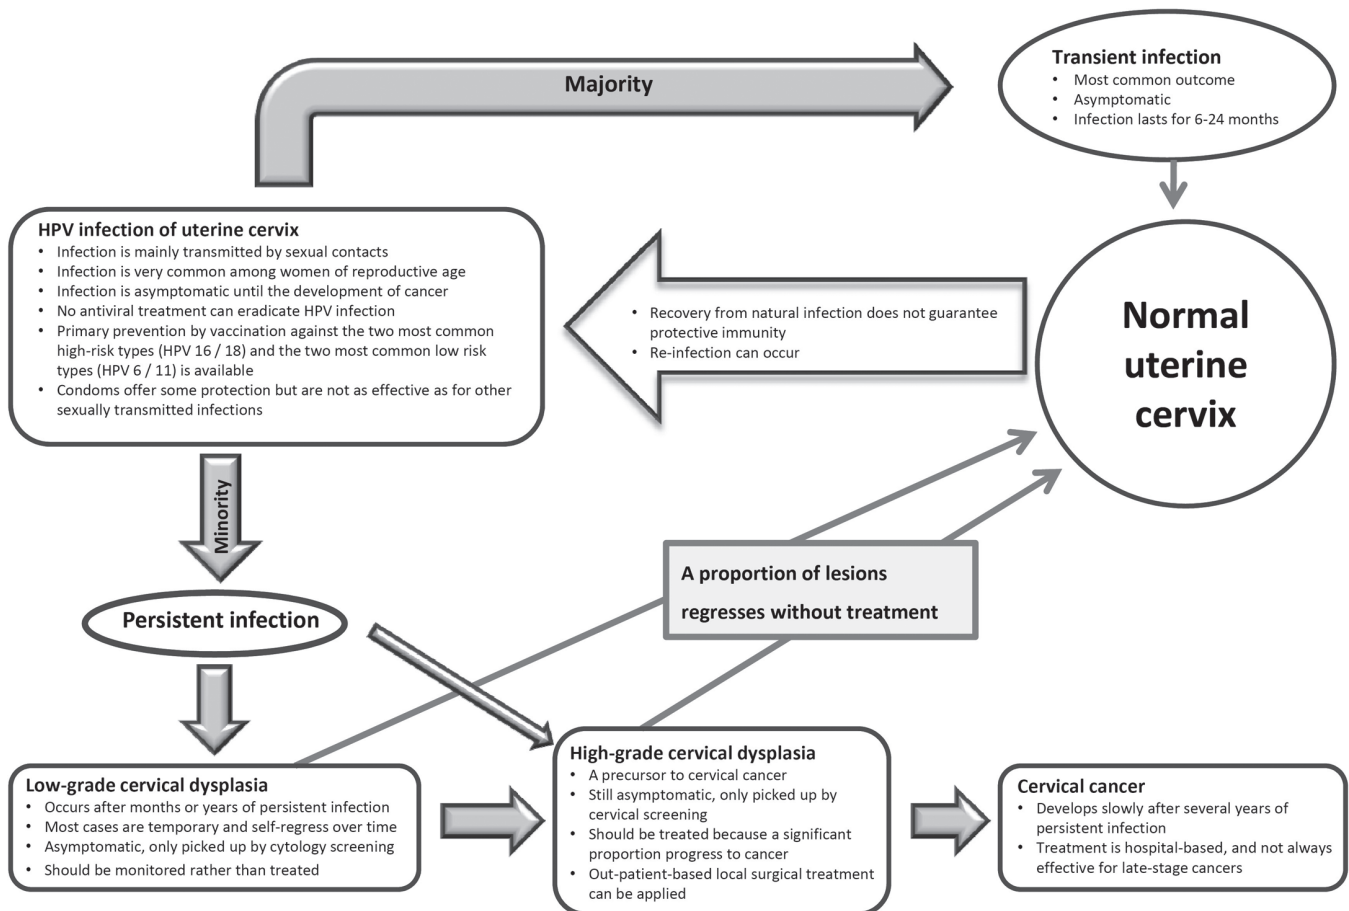 Majority
Transient infection
• Most common outcome
• Asymptomatic
• Infection lasts for 6-24 months
HPV infection of uterine cervix
• Infection is mainly transmitted by sexual contacts
• Infection is very common among women of reproductive age
• Infection is asymptomatic until the development of cancer
• No antiviral treatment can eradicate HPV infection
• Primary prevention by vaccination against the two most common
high-risk types (HPV 16 / 18) and the two most common low risk
types (HPV 6 / 11) is available
• Condoms offer some protection but are not as effective as for other
sexually transmitted infections
• Recovery from natural infection does not guarantee
protective immunity
• Re-infection can occur
Normal
uterine
cervix
Minority
Persistent infection
A proportion of lesions
regresses without treatment
Low-grade cervical dysplasia
• Occurs after months or years of persistent infection
• Most cases are temporary and self-regress over time
• Asymptomatic, only picked up by cytology screening
• Should be monitored rather than treated
High-grade cervical dysplasia
• A precursor to cervical cancer
• Still asymptomatic, only picked up by
cervical screening
• Should be treated because a significant
proportion progress to cancer
• Out-patient-based local surgical treatment
can be applied
Cervical cancer
• Develops slowly after several years of
persistent infection
• Treatment is hospital-based, and not always
effective for late-stage cancers